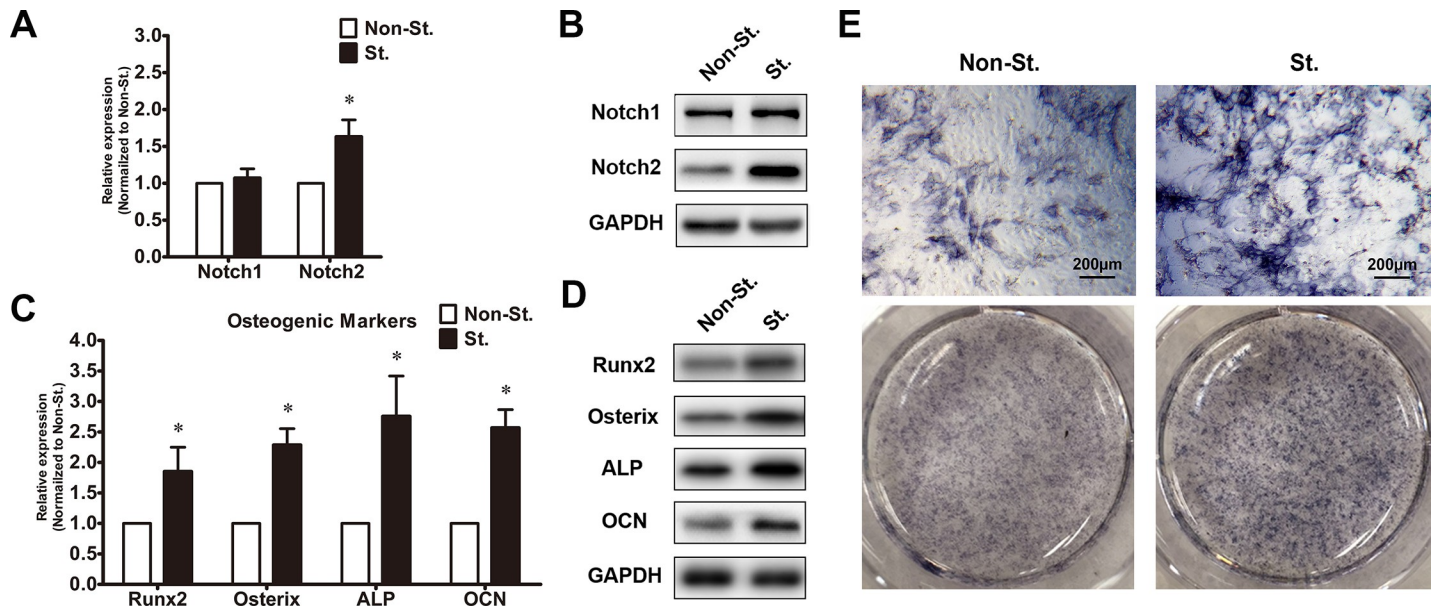 A
Relative expression
(Normailzed to Non-St.)
3.0
2.5
2.0
1.5
1.0
0.5
0.0
Non-St.
St.
*
Notch1 Notch2
B
Non-St. St.
Notch1
Notch2
GAPDH
C
Osteogenic Markers
Non-St.
St.
Relative expression
(Normalized to Non-St.)
4.0
3.5
3.0
2.5
2.0
1.5
1.0
0.5
0.0
* * * *
Runx2 Osterix ALP OCN
D
Non-St. St.
Runx2
Osterix
ALP
OCN
GAPDH
E
Non-St. St.
200μm 200μm